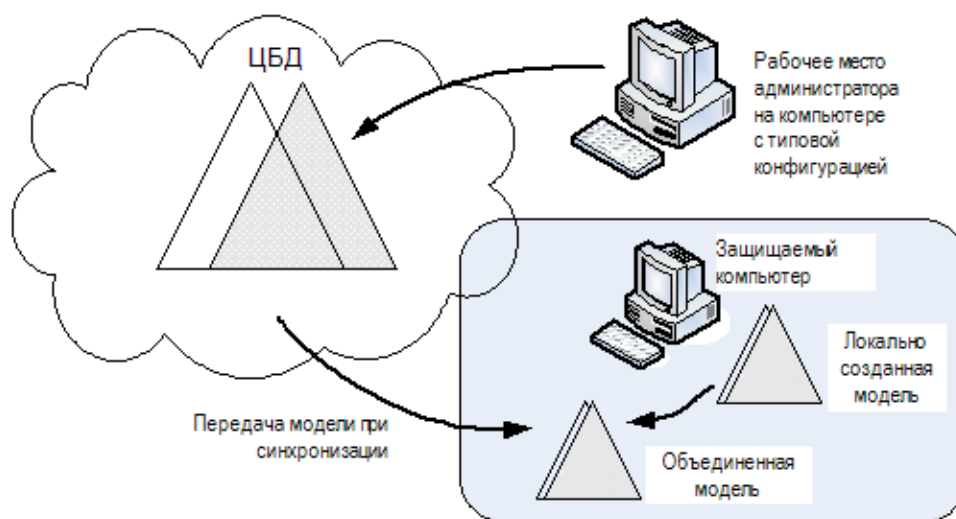 ЦБД
Рабочее место
администратора
на компьютере
с типовой
конфигурацией
Защищаемый
компьютер
Локально
созданная
модель
Передача модели при
синхронизации
Объединенная
модель